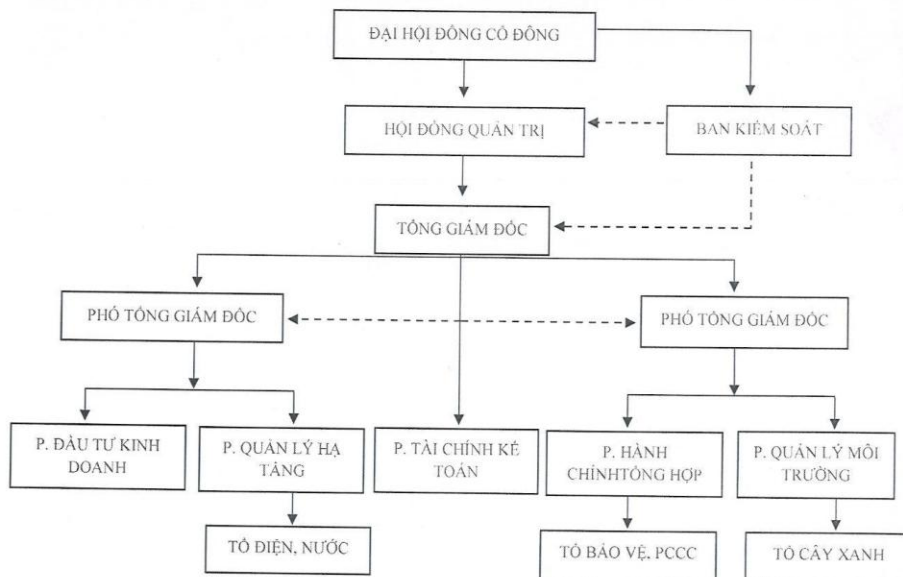 ĐẠI HỘI ĐỒNG CỔ ĐÔNG
HỘI ĐỒNG QUẢN TRỊ
BAN KIỂM SOÁT
TỔNG GIÁM ĐỐC
PHÓ TỔNG GIÁM ĐỐC
PHÓ TỔNG GIÁM ĐỐC
P. ĐẦU TƯ KINH
DOANH
P. QUẢN LÝ HẠ
TẦNG
P. TÀI CHÍNH KẾ
TOÁN
P. HÀNH
CHÍNHTỔNG HỢP
P. QUẢN LÝ MÔI
TRƯỜNG
TỔ ĐIỆN, NƯỚC
TỔ BẢO VỆ, PCCC
TỔ CÂY XANH